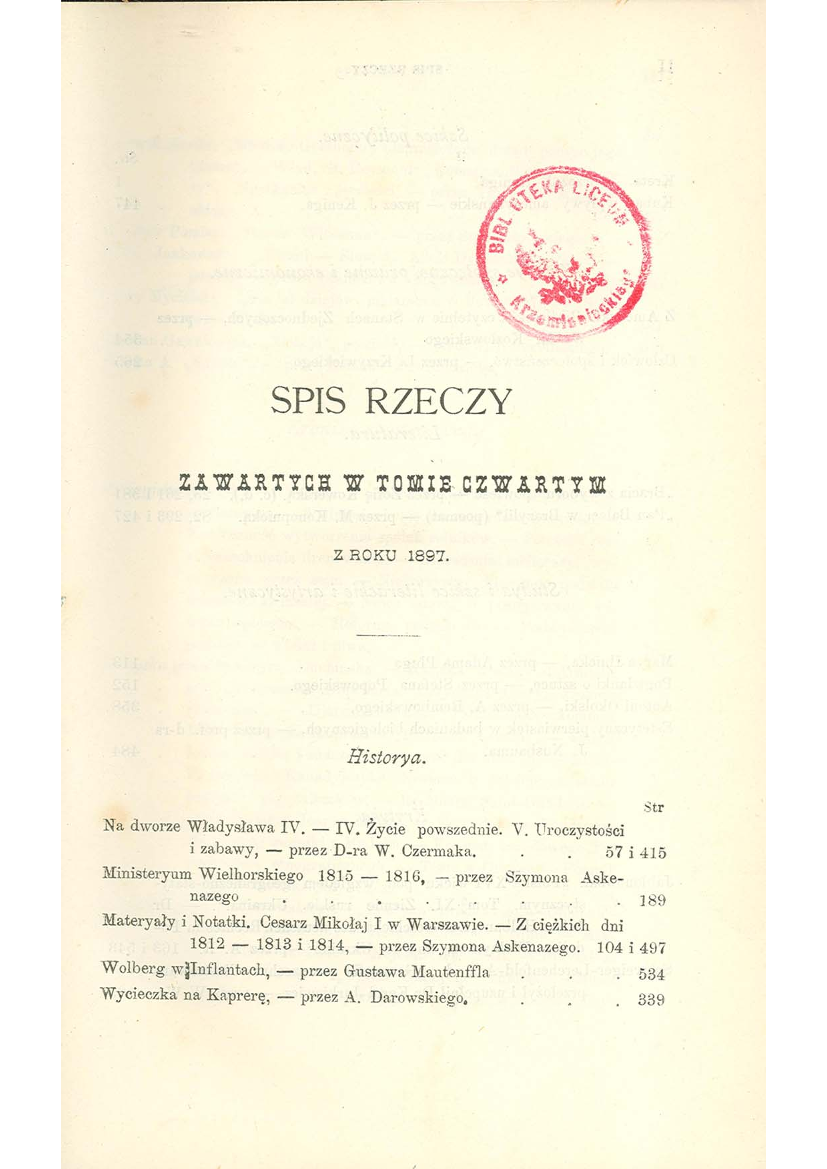 BIBLIOTEKA LICEUM
Krzemienieckiego
SPIS RZECZY
ZAWARTYCH W TOMIE CZWARTYM
Z ROKU 1897.
Historya.
Str
Na dworze Władysława IV. — IV. Życie powszednie. V. Uroczystości
i zabawy, — przez D-ra W. Czermaka. . . 57 i 415
Ministeryum Wielhorskiego 1815 — 1816, — przez Szymona Aske-
nazego . . . . . . . . 189
Materyały i Notatki. Cesarz Mikołaj I w Warszawie. — Z ciężkich dni
1812 — 1813 i 1814, — przez Szymona Askenazego. 104 i 497
Wolberg w Inflantach, — przez Gustawa Mautenffla . . . 534
Wycieczka na Kaprerę, — przez A. Darowskiego. . . . 339